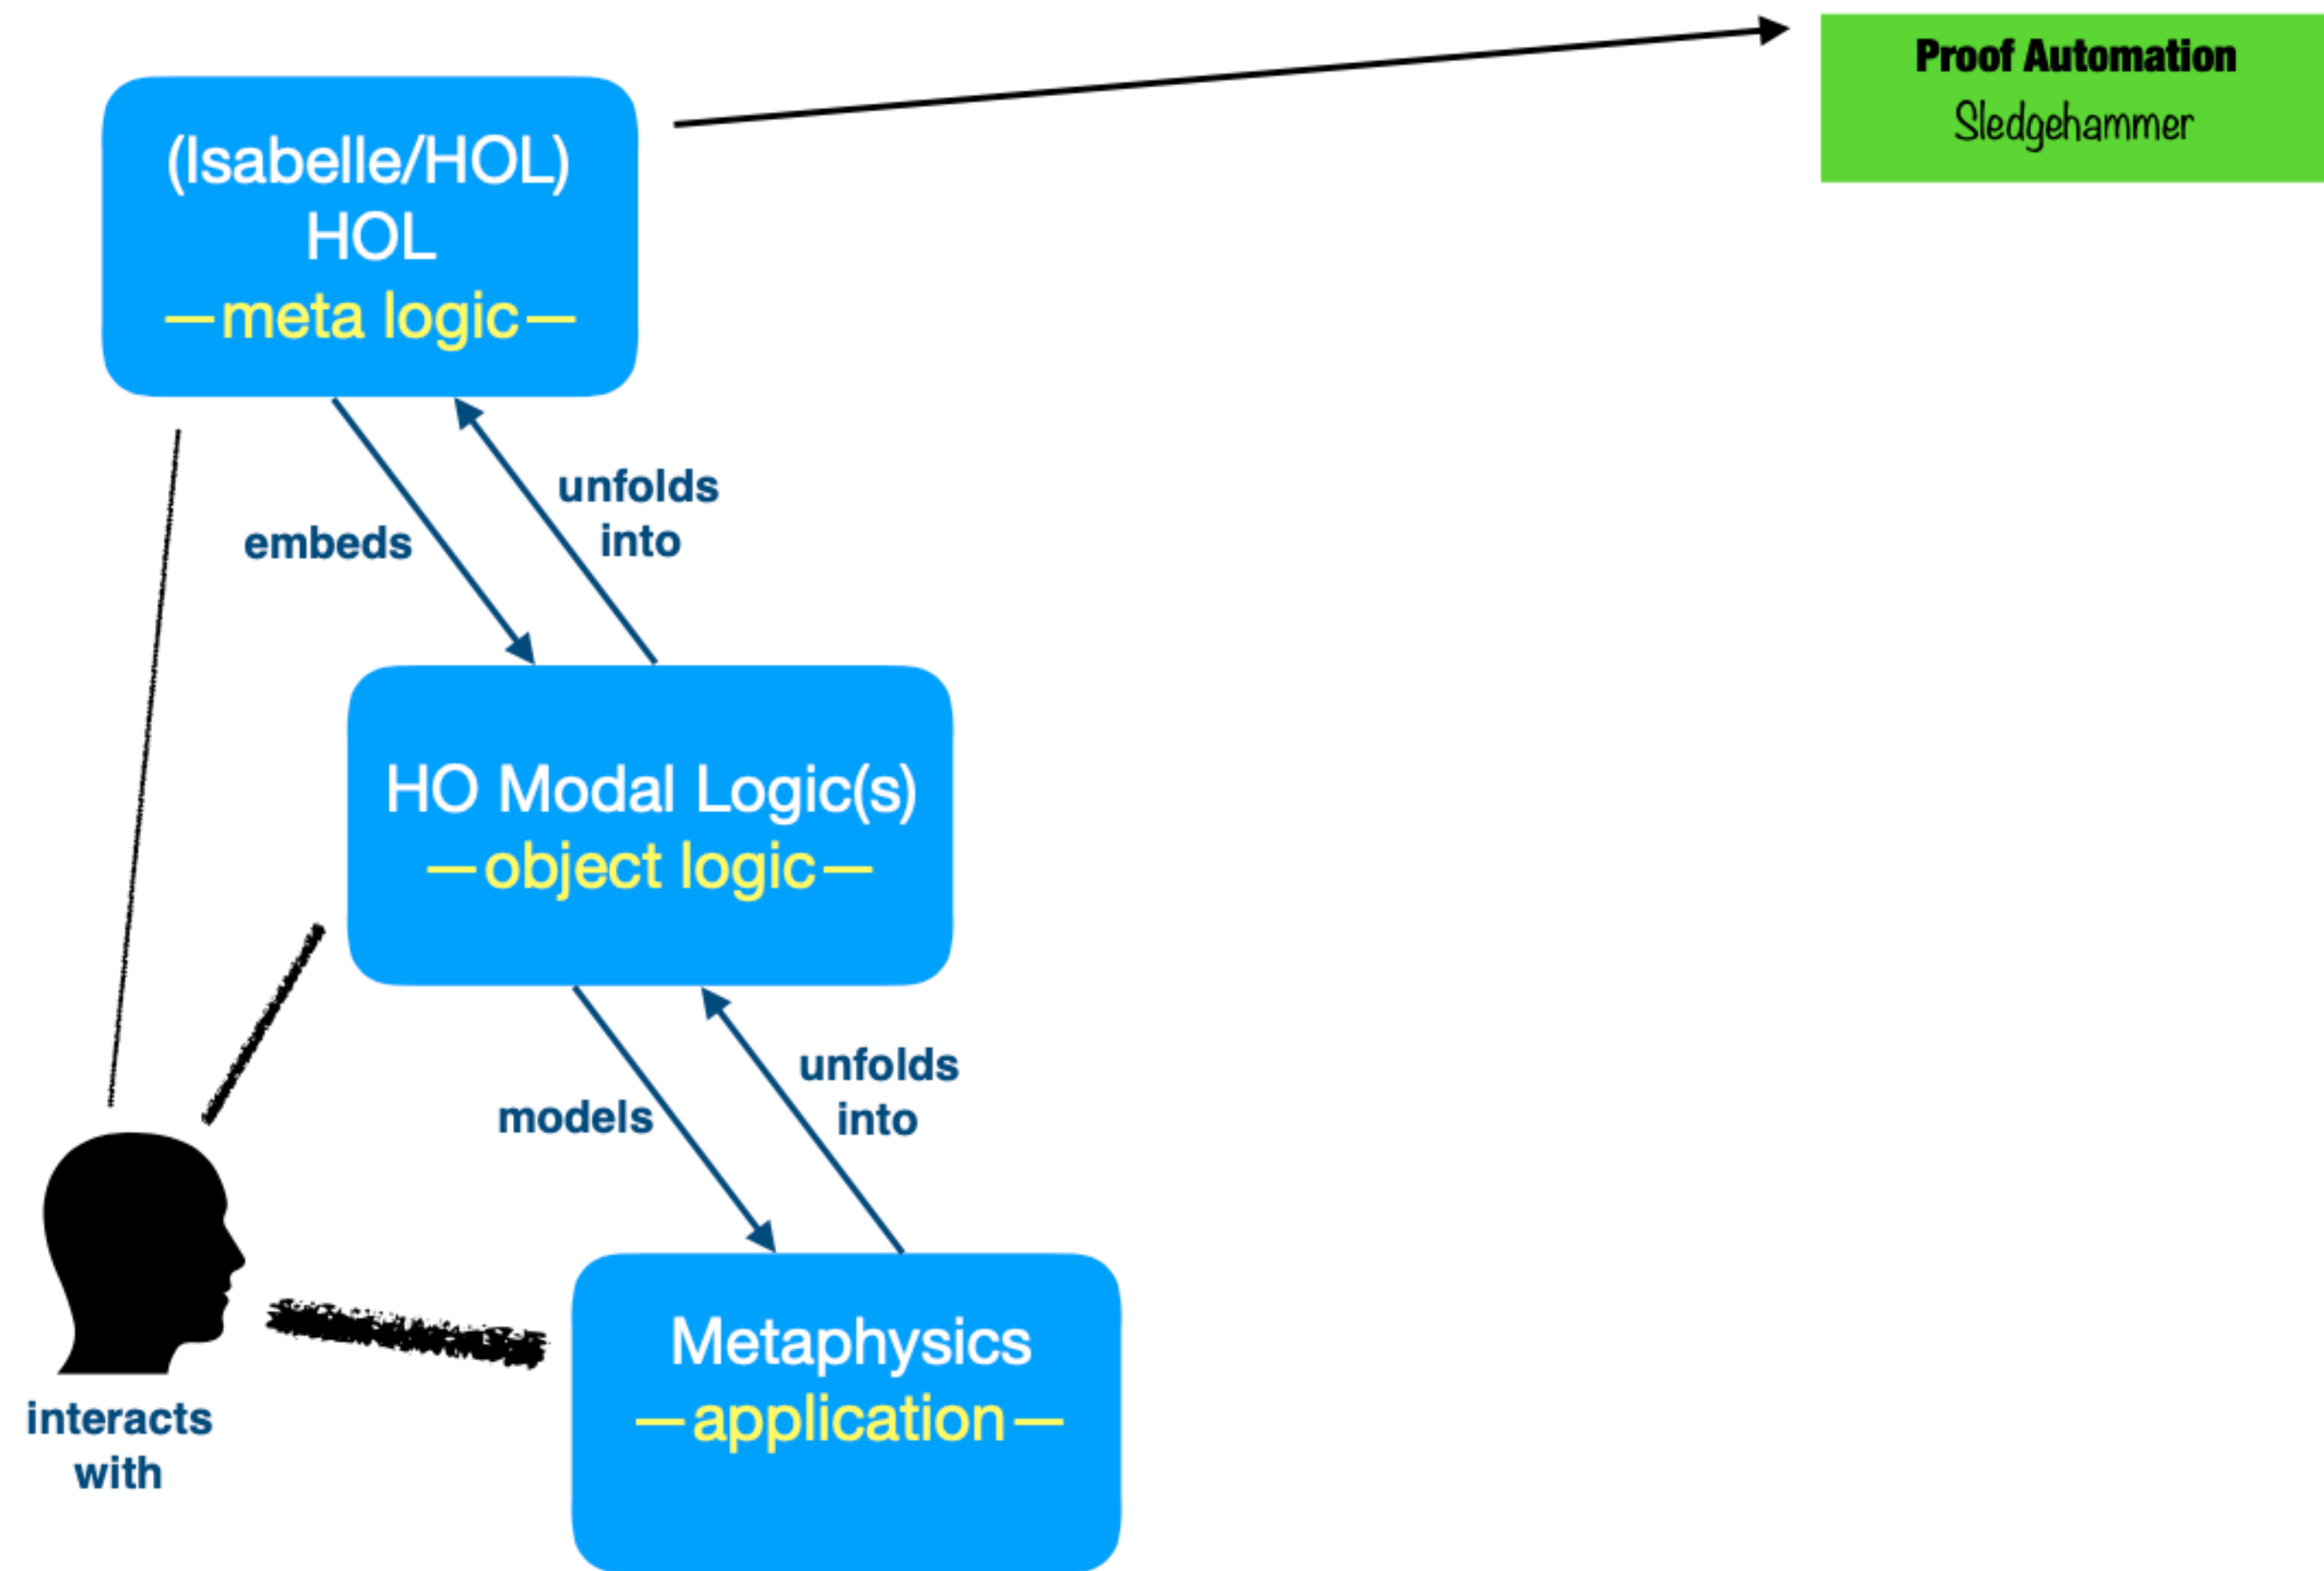 Proof Automation
Sledgehammer
(Isabelle/HOL)
HOL
—meta logic—
embeds
unfolds
into
HO Modal Logic(s)
—object logic—
models
unfolds
into
Metaphysics
—application—
interacts
with